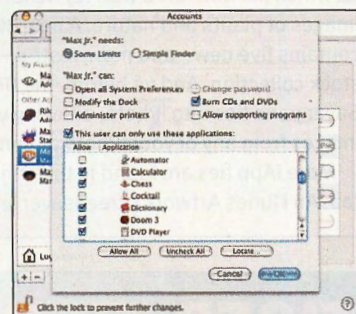 Accounts
"Max Jr." needs:
Some Limits Simple Finder
"Max Jr." can:
Open all System Preferences Change password
Modify the Dock Burn CDs and DVDs
Administer printers Allow supporting programs
This user can only use these applications:
Allow Application
Automator
Calculator
Chess
Cocktail
Dictionary
Doom 3
DVD Player
Allow All Uncheck All Locate...
Cancel OK
Click the lock to prevent further changes.